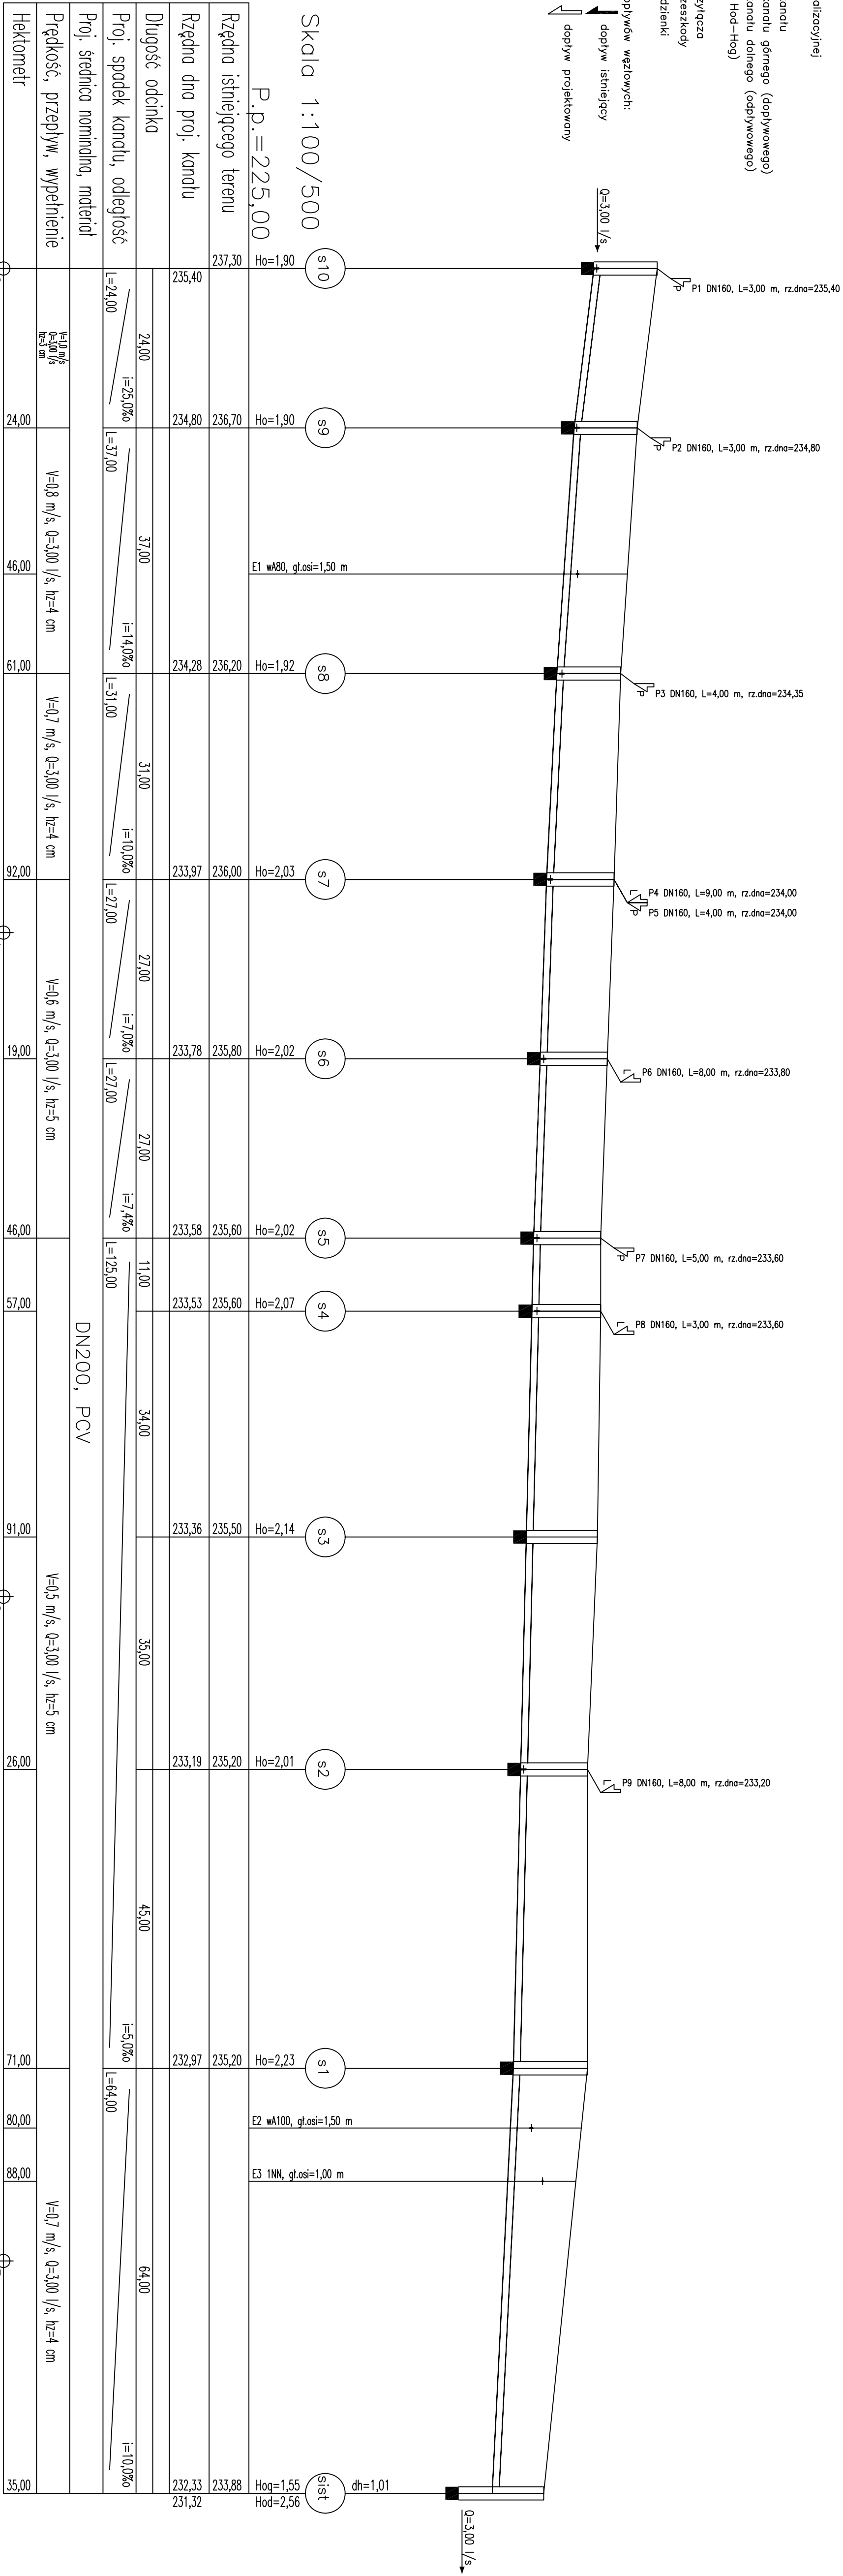 alizacyjnej
kanału
kanału górnego (dopływowego)
kanału dolnego (odpływowego)
Hod-Hog)
zyłącza
zeszkody
dzienki
opływów węzłowych:
dopływ istniejący
dopływ projektowany
Q=3,00 l/s
P1 DN160, L=3,00 m, rz.dna=235,40
P2 DN160, L=3,00 m, rz.dna=234,80
P3 DN160, L=4,00 m, rz.dna=234,35
P4 DN160, L=9,00 m, rz.dna=234,00
P5 DN160, L=4,00 m, rz.dna=234,00
P6 DN160, L=8,00 m, rz.dna=233,80
P7 DN160, L=5,00 m, rz.dna=233,60
P8 DN160, L=3,00 m, rz.dna=233,60
P9 DN160, L=8,00 m, rz.dna=233,20
P
P
P
L
P
L
P
L
L
Q=3,00 l/s
Skala 1:100/500
P.p.=225,00
s10 s9 s8 s7 s6 s5 s4 s3 s2 s1 sist
dh=1,01
Ho=1,90 Ho=1,90 Ho=1,92 Ho=2,03 Ho=2,02 Ho=2,02 Ho=2,07 Ho=2,14 Ho=2,01 Ho=2,23 Hog=1,55
Hod=2,56
E1 wA80, gł.osi=1,50 m
E2 wA100, gł.osi=1,50 m
E3 1NN, gł.osi=1,00 m
Rzędna istniejącego terenu
237,30 236,70 236,20 236,00 235,80 235,60 235,60 235,50 235,20 235,20 233,88
Rzędna dna proj. kanału
235,40 234,80 234,28 233,97 233,78 233,58 233,53 233,36 233,19 232,97 232,33
231,32
Długość odcinka
24,00 37,00 31,00 27,00 27,00 11,00 34,00 35,00 45,00 64,00
Proj. spadek kanału, odległość
L=24,00 i=25,0‰ L=37,00 i=14,0‰ L=31,00 i=10,0‰ L=27,00 i=7,0‰ L=27,00 i=7,4‰ L=125,00 i=5,0‰ L=64,00 i=10,0‰
Proj. średnica nominalna, materiał
DN200, PCV
Prędkość, przepływ, wypełnienie
V=1,0 m/s
Q=3,00 l/s
hz=3 cm
V=0,8 m/s, Q=3,00 l/s, hz=4 cm
V=0,7 m/s, Q=3,00 l/s, hz=4 cm
V=0,6 m/s, Q=3,00 l/s, hz=5 cm
V=0,5 m/s, Q=3,00 l/s, hz=5 cm
V=0,7 m/s, Q=3,00 l/s, hz=4 cm
Hektometr
24,00 46,00 61,00 92,00 19,00 46,00 57,00 91,00 26,00 71,00 80,00 88,00 35,00